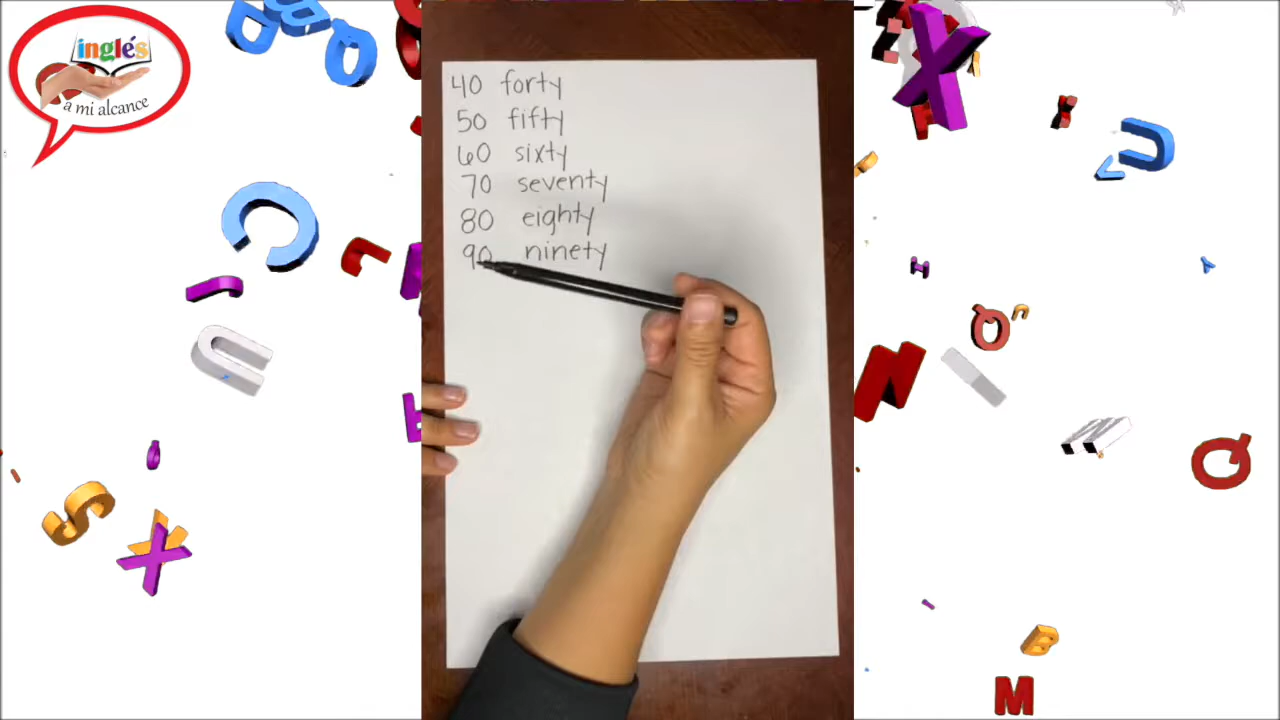 inglés
a mi alcance
40 forty
50 fifty
60 sixty
70 seventy
80 eighty
90 ninety